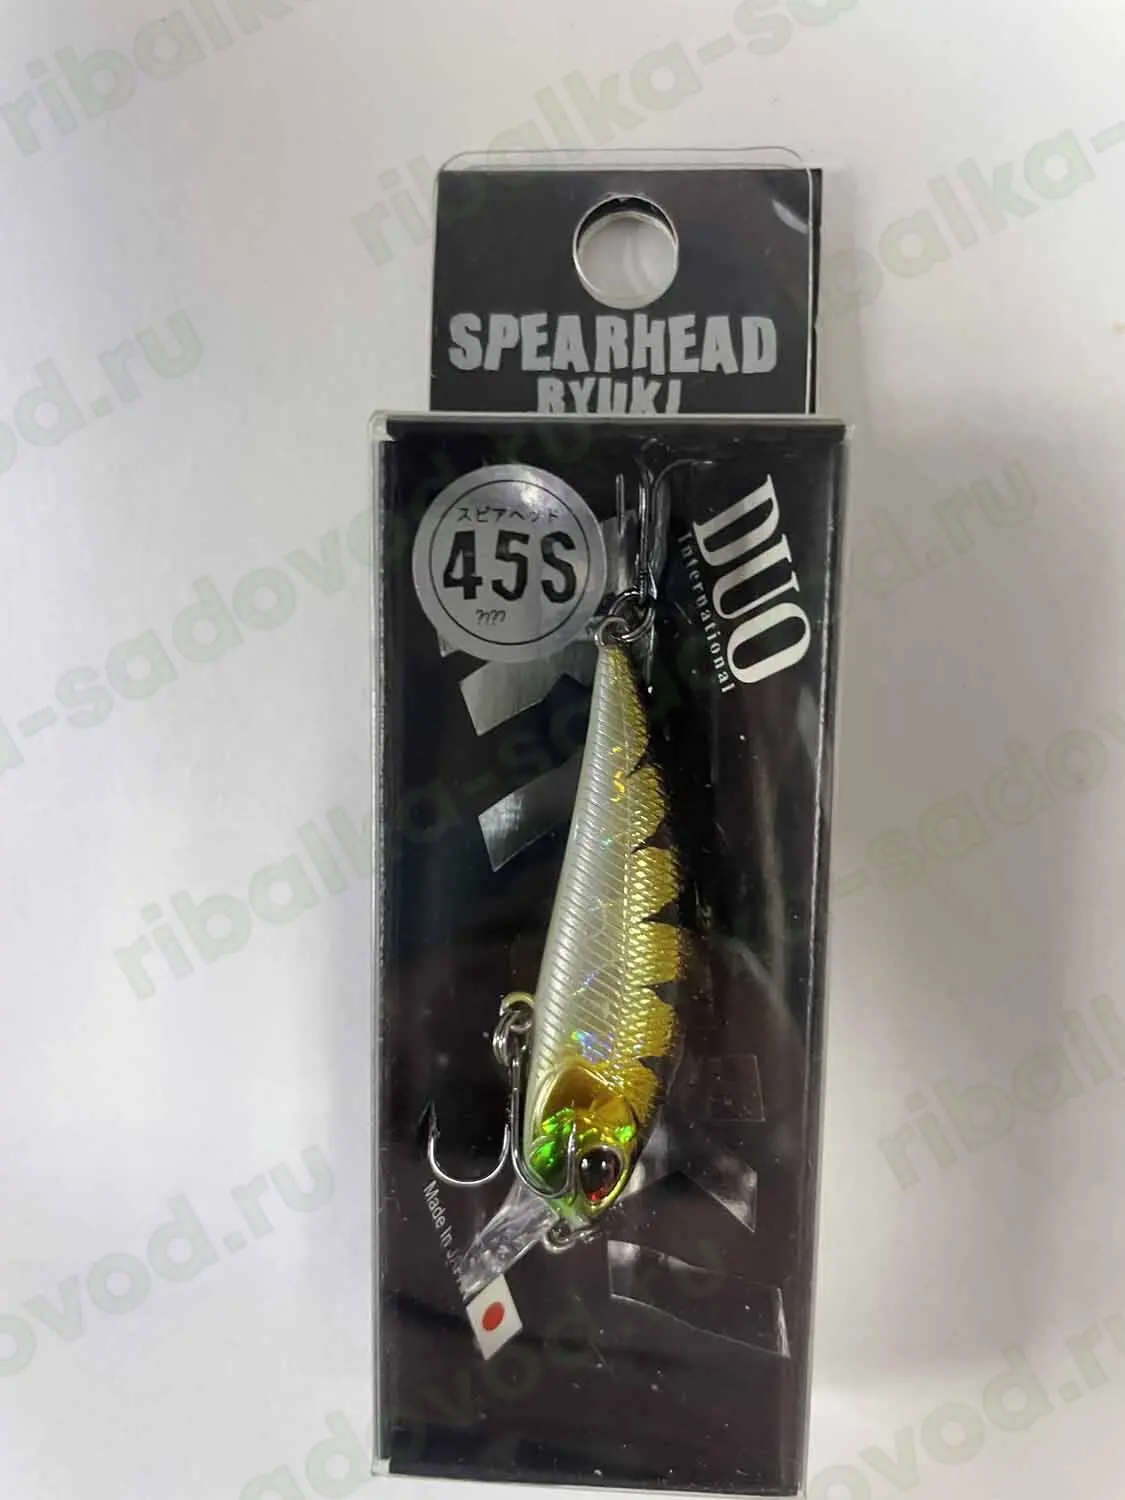 SPEARHEAD
RYUKI
スピアヘッド
45S
????
DUO
International
Made In JAPAN
ribalka-sadovod.ru